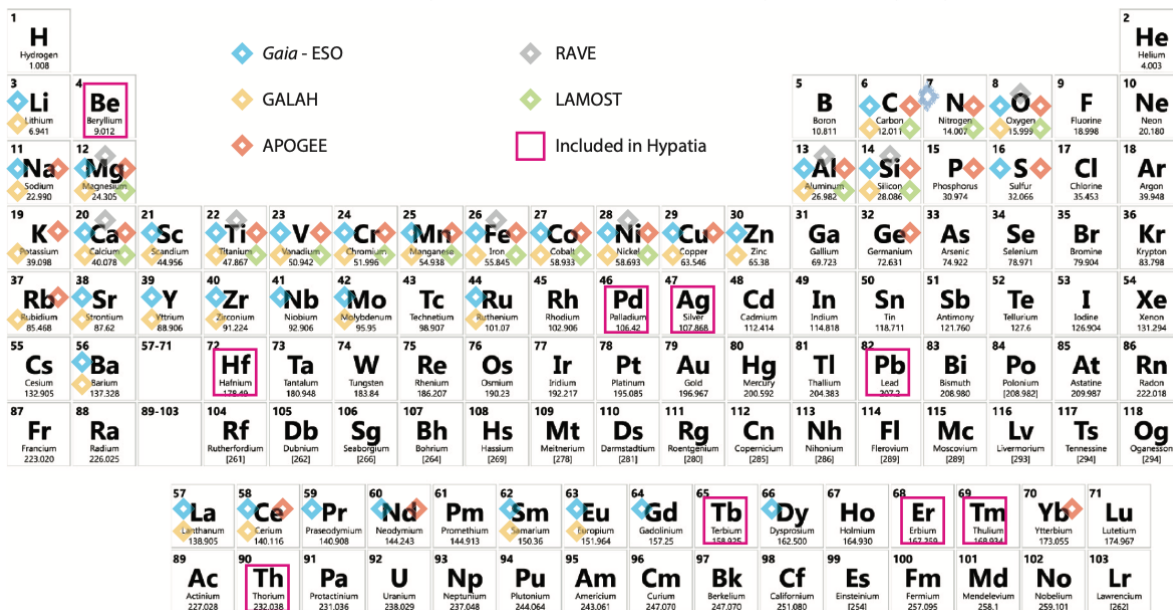 1 2
H He
Hydrogen Helium
1.008 4.003
Gaia - ESO RAVE
GALAH LAMOST
APOGEE Included in Hypatia
3 4 5 6 7 8 9 10
Li Be B C N O F Ne
Lithium Beryllium Boron Carbon Nitrogen Oxygen Fluorine Neon
6.941 9.012 10.811 12.011 14.007 15.999 18.998 20.180
11 12 13 14 15 16 17 18
Na Mg Al Si P S Cl Ar
Sodium Magnesium Aluminum Silicon Phosphorus Sulfur Chlorine Argon
22.990 24.305 26.982 28.086 30.974 32.066 35.453 39.948
19 20 21 22 23 24 25 26 27 28 29 30 31 32 33 34 35 36
K Ca Sc Ti V Cr Mn Fe Co Ni Cu Zn Ga Ge As Se Br Kr
Potassium Calcium Scandium Titanium Vanadium Chromium Manganese Iron Cobalt Nickel Copper Zinc Gallium Germanium Arsenic Selenium Bromine Krypton
39.098 40.078 44.956 47.867 50.942 51.996 54.938 55.845 58.933 58.693 63.546 65.38 69.723 72.631 74.922 78.971 79.904 83.798
37 38 39 40 41 42 43 44 45 46 47 48 49 50 51 52 53 54
Rb Sr Y Zr Nb Mo Tc Ru Rh Pd Ag Cd In Sn Sb Te I Xe
Rubidium Strontium Yttrium Zirconium Niobium Molybdenum Technetium Ruthenium Rhodium Palladium Silver Cadmium Indium Tin Antimony Tellurium Iodine Xenon
85.468 87.62 88.906 91.224 92.906 95.95 98.907 101.07 102.906 106.42 107.868 112.414 114.818 118.711 121.760 127.6 126.904 131.294
55 56 57-71 72 73 74 75 76 77 78 79 80 81 82 83 84 85 86
Cs Ba Hf Ta W Re Os Ir Pt Au Hg Tl Pb Bi Po At Rn
Cesium Barium Hafnium Tantalum Tungsten Rhenium Osmium Iridium Platinum Gold Mercury Thallium Lead Bismuth Polonium Astatine Radon
132.905 137.328 178.49 180.948 183.84 186.207 190.23 192.217 195.085 196.967 200.592 204.383 207.2 208.980 [208.982] 209.987 222.018
87 88 89-103 104 105 106 107 108 109 110 111 112 113 114 115 116 117 118
Fr Ra Rf Db Sg Bh Hs Mt Ds Rg Cn Nh Fl Mc Lv Ts Og
Francium Radium Rutherfordium Dubnium Seaborgium Bohrium Hassium Meitnerium Darmstadtium Roentgenium Copernicium Nihonium Flerovium Moscovium Livermorium Tennessine Oganesson
223.020 226.025 [261] [262] [266] [264] [269] [278] [281] [280] [285] [286] [289] [289] [293] [294] [294]
57 58 59 60 61 62 63 64 65 66 67 68 69 70 71
La Ce Pr Nd Pm Sm Eu Gd Tb Dy Ho Er Tm Yb Lu
Lanthanum Cerium Praseodymium Neodymium Promethium Samarium Europium Gadolinium Terbium Dysprosium Holmium Erbium Thulium Ytterbium Lutetium
138.905 140.116 140.908 144.243 144.913 150.36 151.964 157.25 158.925 162.500 164.930 167.259 168.934 173.055 174.967
89 90 91 92 93 94 95 96 97 98 99 100 101 102 103
Ac Th Pa U Np Pu Am Cm Bk Cf Es Fm Md No Lr
Actinium Thorium Protactinium Uranium Neptunium Plutonium Americium Curium Berkelium Californium Einsteinium Fermium Mendelevium Nobelium Lawrencium
227.028 232.038 231.036 238.029 237.048 244.064 243.061 247.070 247.070 251.080 [254] 257.095 258.1 259.101 [262]